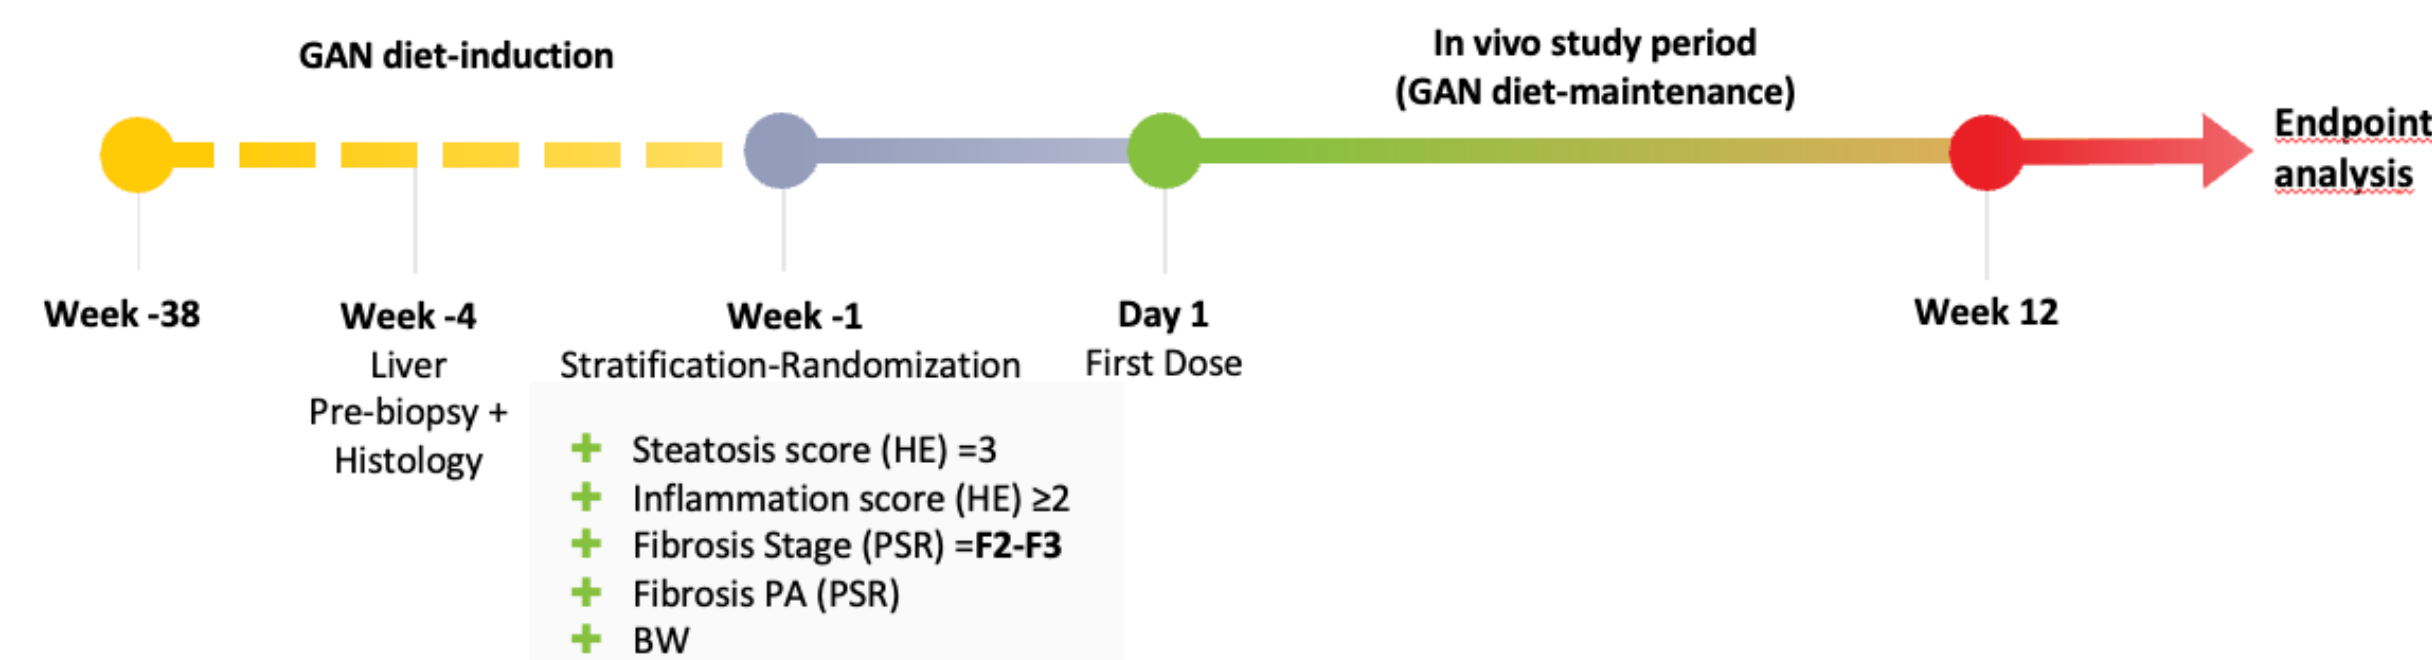 GAN diet-induction
In vivo study period
(GAN diet-maintenance)
Endpoint
analysis
Week -38
Week -4
Liver
Pre-biopsy +
Histology
Week -1
Stratification-Randomization
Steatosis score (HE) =3
Inflammation score (HE) ≥2
Fibrosis Stage (PSR) =F2-F3
Fibrosis PA (PSR)
BW
Day 1
First Dose
Week 12